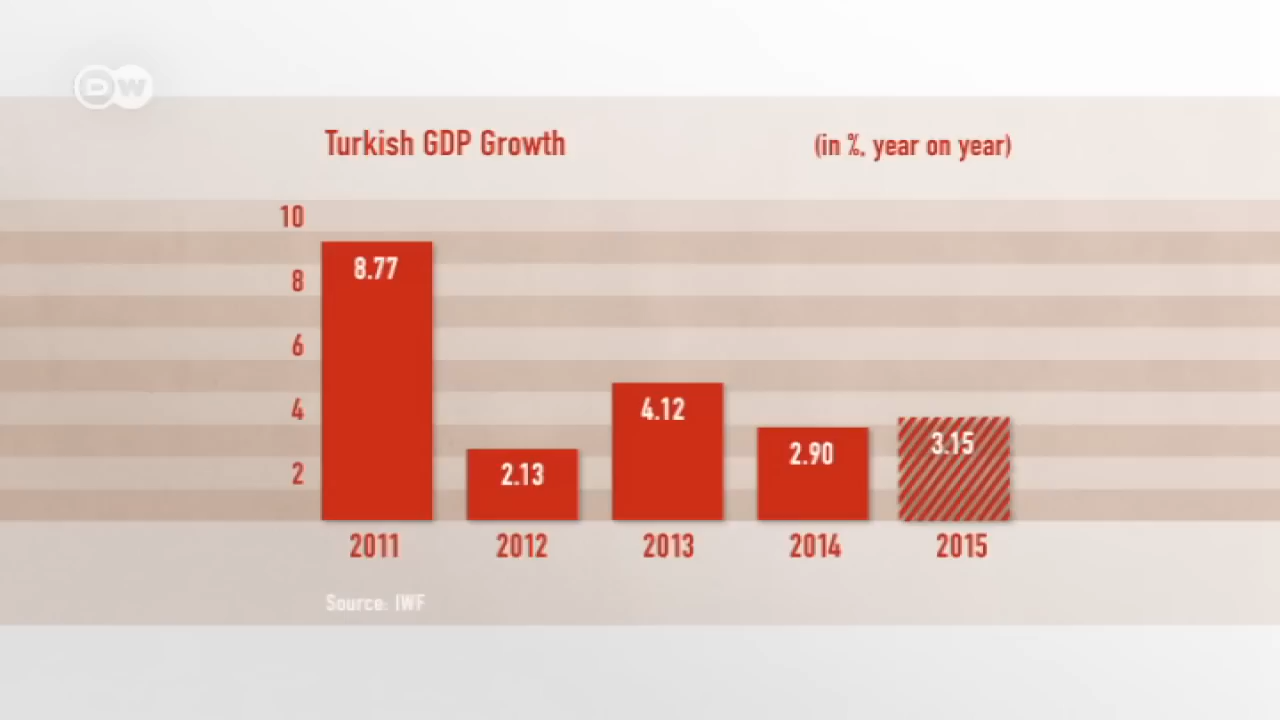 DW
Turkish GDP Growth (in %, year on year)
10
8
6
4
2
8.77
2.13
4.12
2.90
3.15
2011 2012 2013 2014 2015
Source: IWF